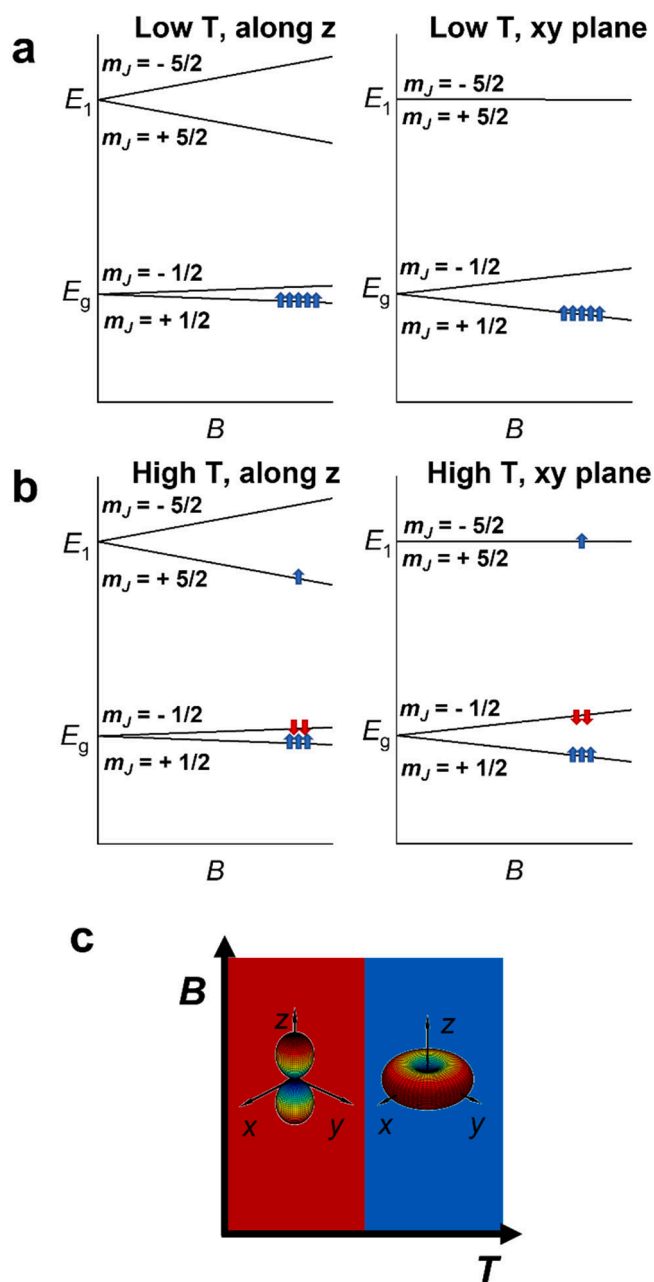 a
Low T, along z
Low T, xy plane
m_J = - 5/2
E_1
m_J = + 5/2
m_J = - 1/2
E_g
m_J = + 1/2
B
m_J = - 5/2
E_1
m_J = + 5/2
m_J = - 1/2
E_g
m_J = + 1/2
B
b
High T, along z
High T, xy plane
m_J = - 5/2
E_1
m_J = + 5/2
m_J = - 1/2
E_g
m_J = + 1/2
B
m_J = - 5/2
E_1
m_J = + 5/2
m_J = - 1/2
E_g
m_J = + 1/2
B
c
B
z
x
y
z
x
y
T